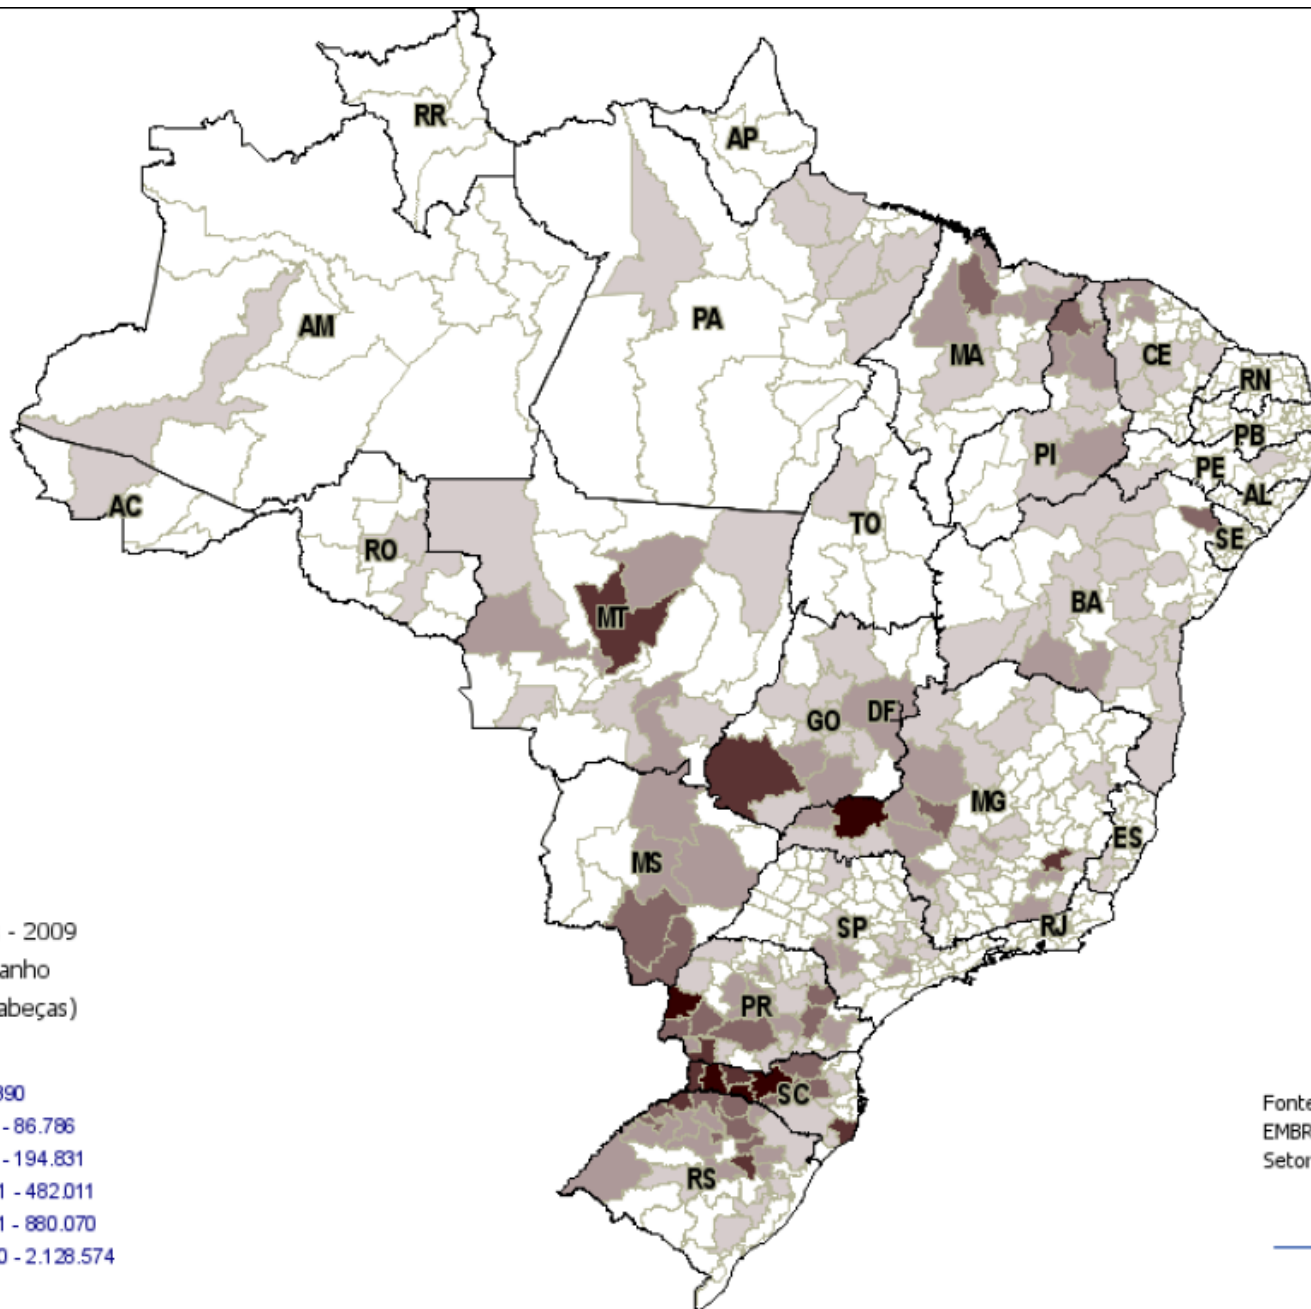 RR
AP
AM
PA
MA
CE
RN
PB
PI
PE
AL
AC
TO
SE
RO
BA
MT
GO
DF
MG
MS
ES
SP
RJ
PR
SC
RS
- 2009
anho
abeças)
390
- 86.786
- 194.831
1 - 482.011
1 - 880.070
0 - 2.128.574
Fonte
EMBR
Setor